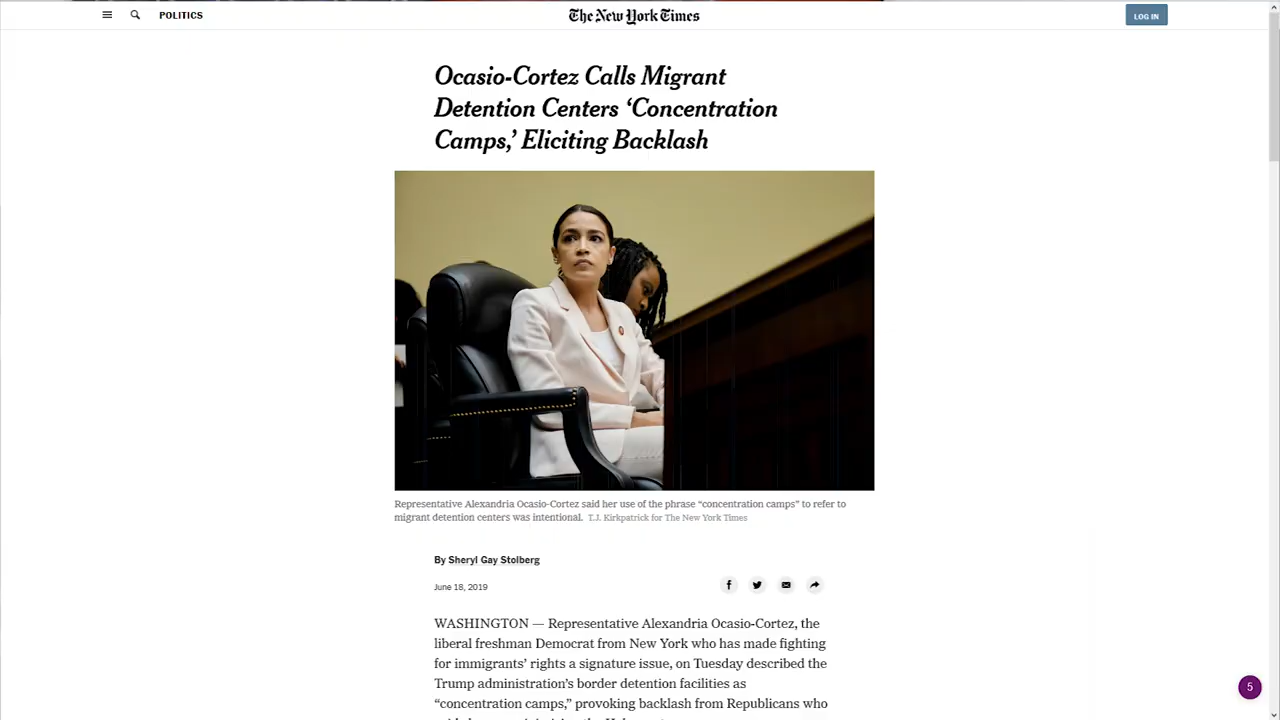 POLITICS
The New York Times
LOG IN
Ocasio-Cortez Calls Migrant
Detention Centers ‘Concentration
Camps,’ Eliciting Backlash
Representative Alexandria Ocasio-Cortez said her use of the phrase “concentration camps” to refer to
migrant detention centers was intentional. T.J. Kirkpatrick for The New York Times
By Sheryl Gay Stolberg
June 18, 2019
WASHINGTON — Representative Alexandria Ocasio-Cortez, the
liberal freshman Democrat from New York who has made fighting
for immigrants’ rights a signature issue, on Tuesday described the
Trump administration’s border detention facilities as
“concentration camps,” provoking backlash from Republicans who
5